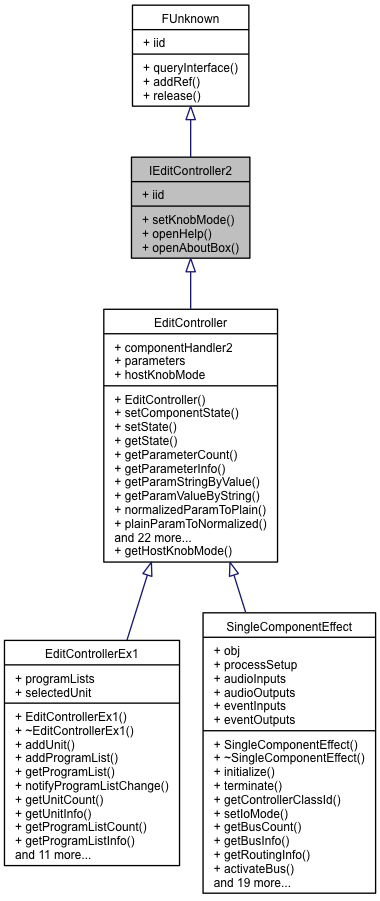 FUnknown
+ iid
+ queryInterface()
+ addRef()
+ release()
IEditController2
+ iid
+ setKnobMode()
+ openHelp()
+ openAboutBox()
EditController
+ componentHandler2
+ parameters
+ hostKnobMode
+ EditController()
+ setComponentState()
+ setState()
+ getState()
+ getParameterCount()
+ getParameterInfo()
+ getParamStringByValue()
+ getParamValueByString()
+ normalizedParamToPlain()
+ plainParamToNormalized()
and 22 more...
+ getHostKnobMode()
EditControllerEx1
+ programLists
+ selectedUnit
+ EditControllerEx1()
+ ~EditControllerEx1()
+ addUnit()
+ addProgramList()
+ getProgramList()
+ notifyProgramListChange()
+ getUnitCount()
+ getUnitInfo()
+ getProgramListCount()
+ getProgramListInfo()
and 11 more...
SingleComponentEffect
+ obj
+ processSetup
+ audioInputs
+ audioOutputs
+ eventInputs
+ eventOutputs
+ SingleComponentEffect()
+ ~SingleComponentEffect()
+ initialize()
+ terminate()
+ getControllerClassId()
+ setIoMode()
+ getBusCount()
+ getBusInfo()
+ getRoutingInfo()
+ activateBus()
and 19 more...